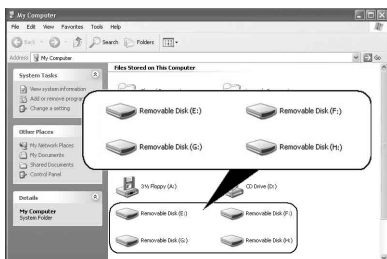 My Computer
File Edit View Favorites Tools Help
Back Search Folders
Address My Computer Go
System Tasks
View system information
Add or remove programs
Change a setting
Other Places
My Network Places
My Documents
Shared Documents
Control Panel
Details
My Computer
System Folder
Files Stored on This Computer
Removable Disk (E:) Removable Disk (F:)
Removable Disk (G:) Removable Disk (H:)
3½ Floppy (A:) CD Drive (D:)
Removable Disk (E:) Removable Disk (F:)
Removable Disk (G:) Removable Disk (H:)